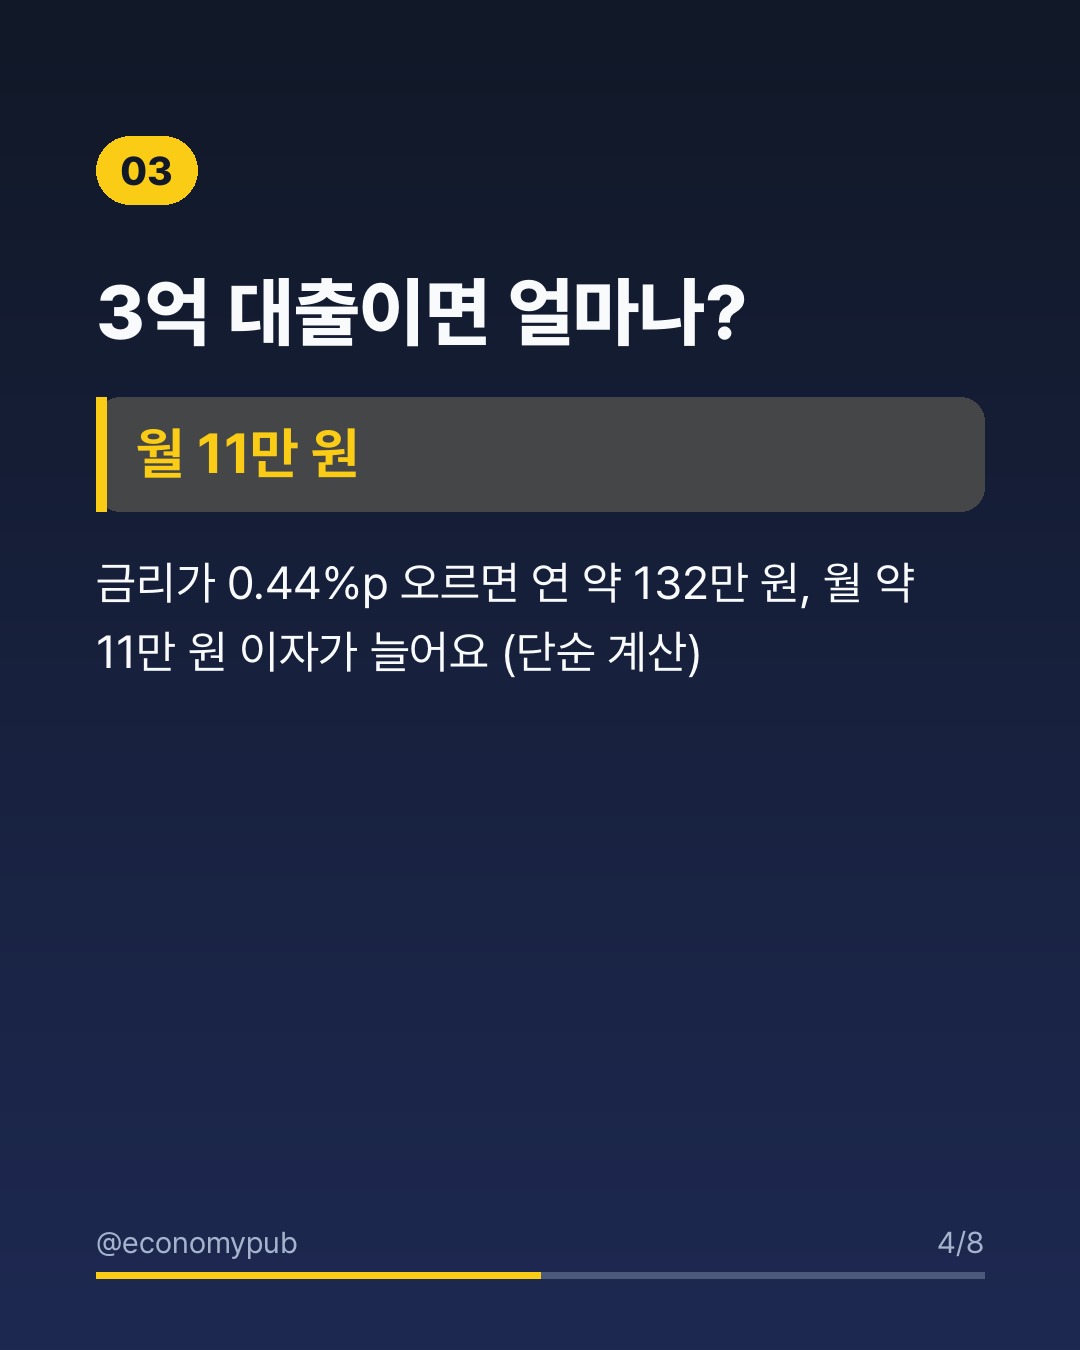 03
3억 대출이면 얼마나?
월 11만 원
금리가 0.44%p 오르면 연 약 132만 원, 월 약
11만 원 이자가 늘어요 (단순 계산)
@economypub
4/8